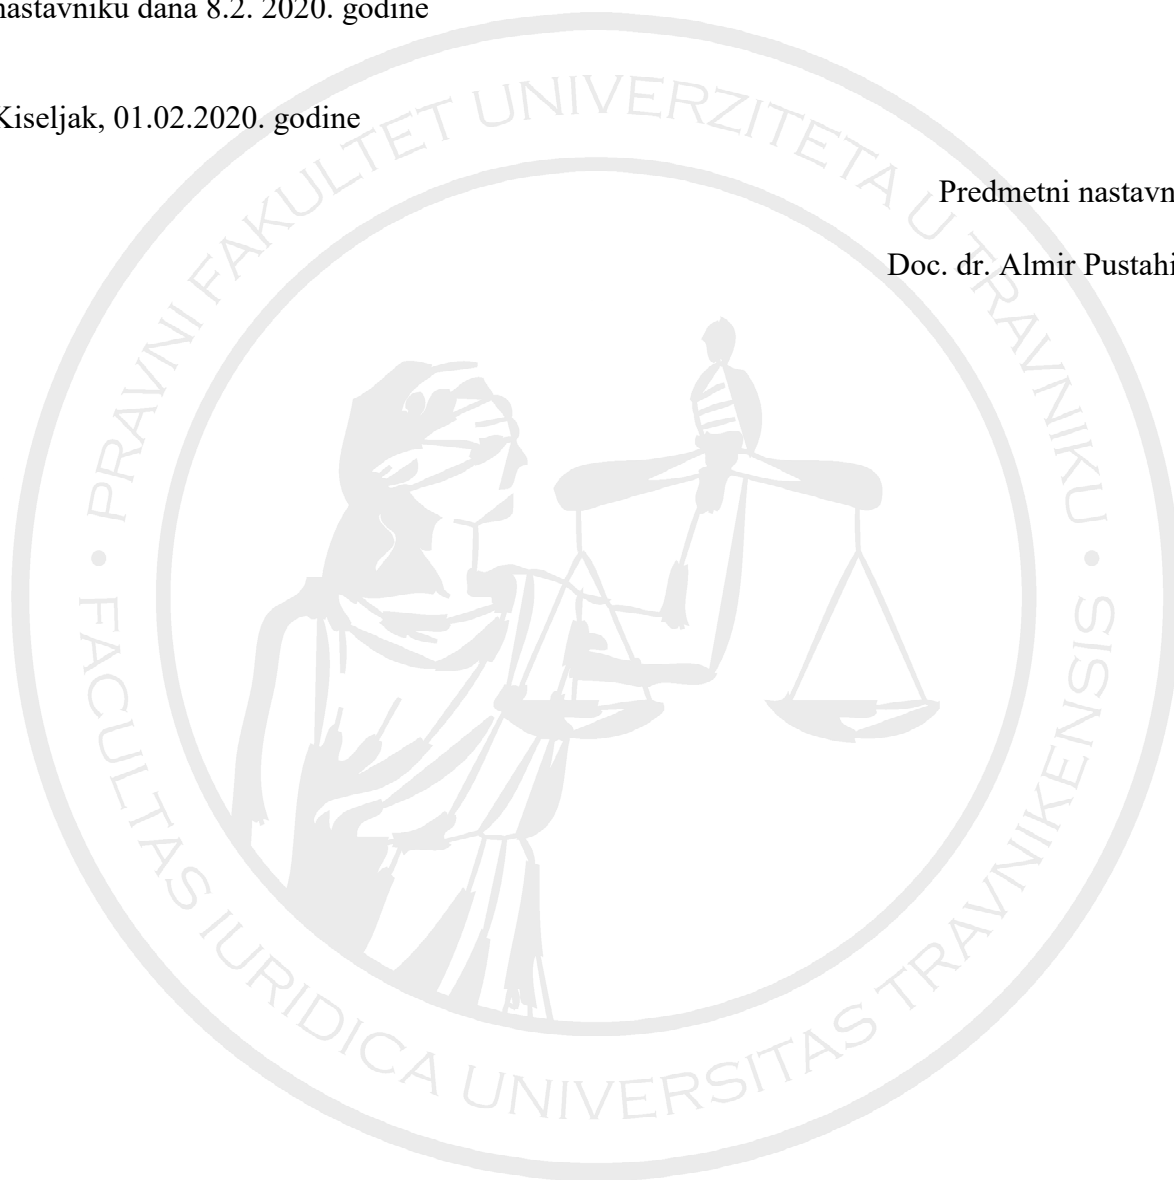 nastavniku dana 8.2. 2020. godine
Kiseljak, 01.02.2020. godine
Predmetni nastavn
Doc. dr. Almir Pustahi
PRAVNI FAKULTET UNIVERZITETA U TRAVNIKU
• FACULTAS IURIDICA UNIVERSITAS TRAVNIKENSIS •